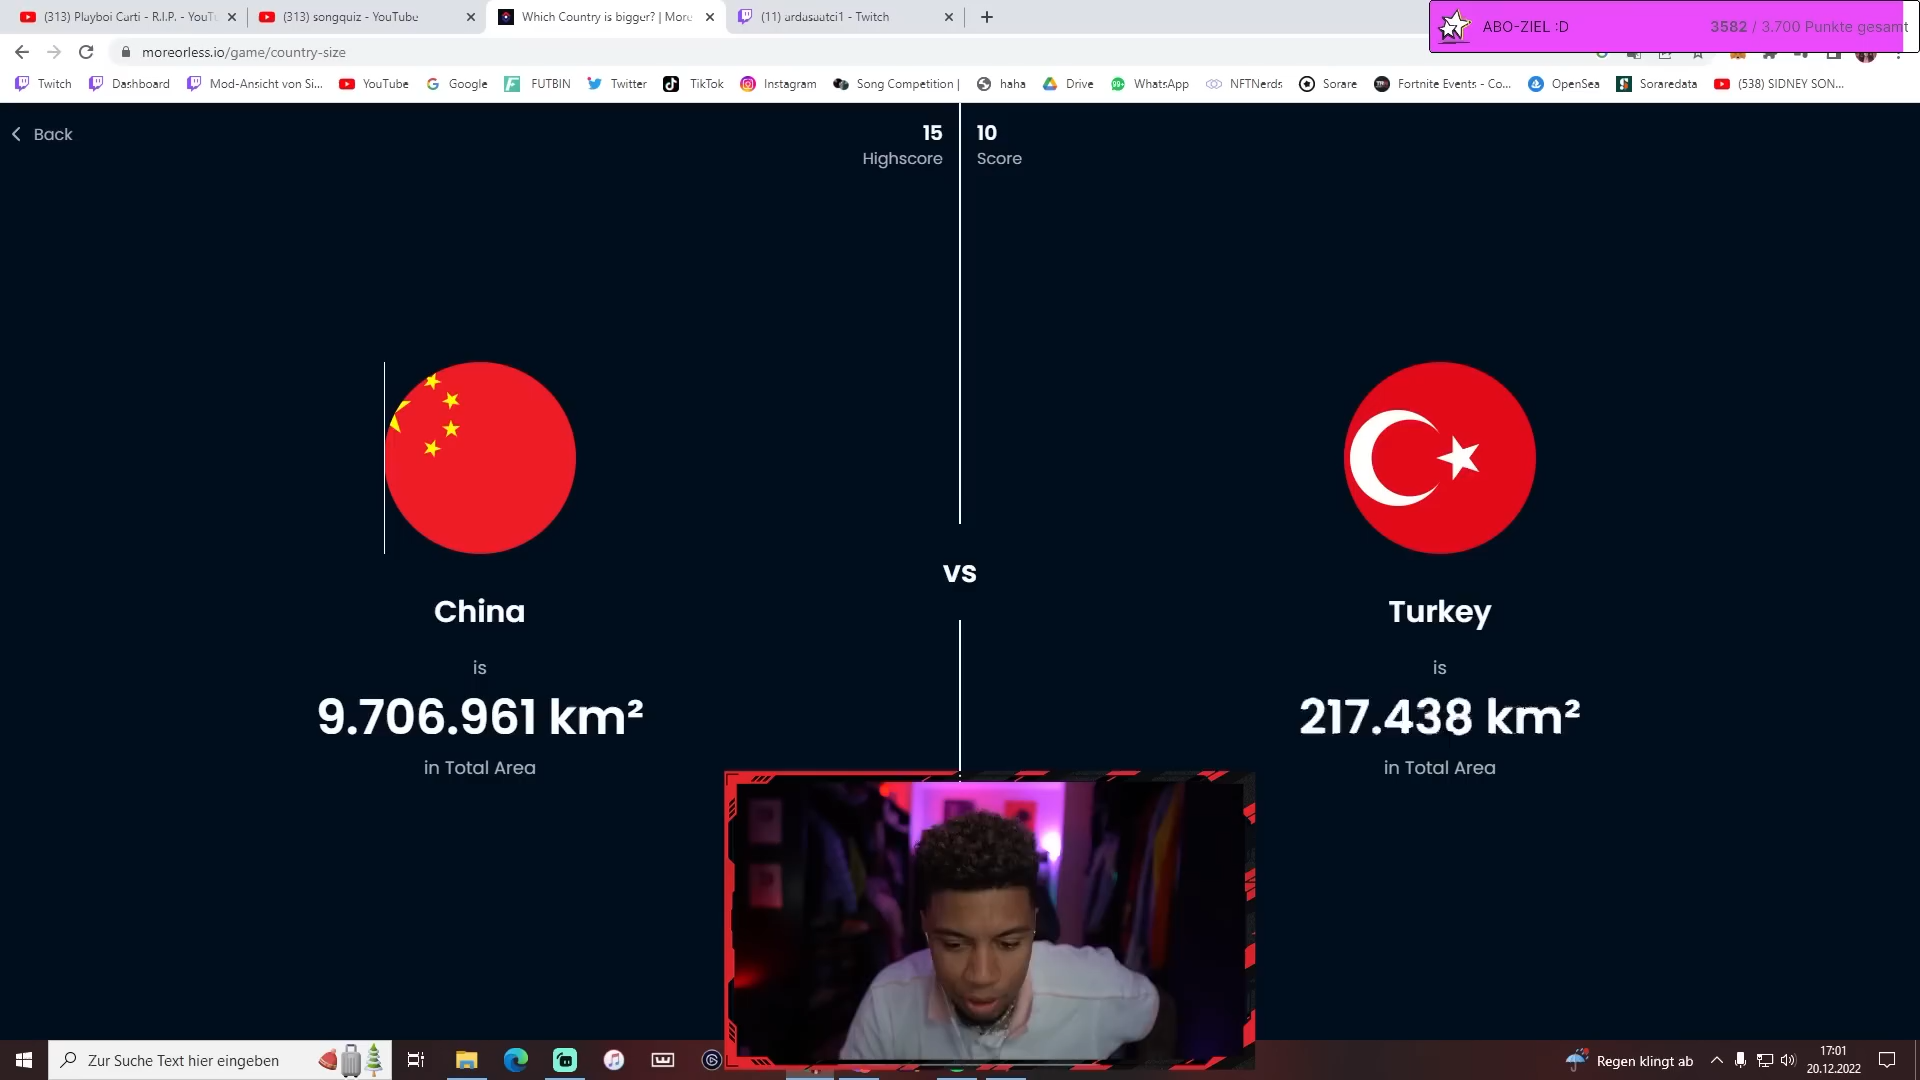 (313) Playboi Carti - R.I.P. - YouTu
(313) songquiz - YouTube
Which Country is bigger? | More
(11) ardasaatci1 - Twitch
ABO-ZIEL :D
3582 / 3.700 Punkte gesamt
moreorless.io/game/country-size
Twitch
Dashboard
Mod-Ansicht von Si...
YouTube
Google
FUTBIN
Twitter
TikTok
Instagram
Song Competition |
haha
Drive
WhatsApp
NFTNerds
Sorare
Fortnite Events - Co...
OpenSea
Soraredata
(538) SIDNEY SON...
Back
15
Highscore
10
Score
vs
China
is
9.706.961 km²
in Total Area
Turkey
is
217.438 km²
in Total Area
Zur Suche Text hier eingeben
Regen klingt ab
17:01
20.12.2022